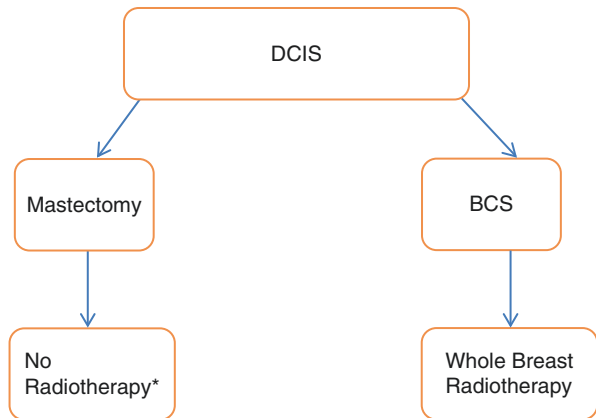 DCIS
Mastectomy
BCS
No
Radiotherapy*
Whole Breast
Radiotherapy